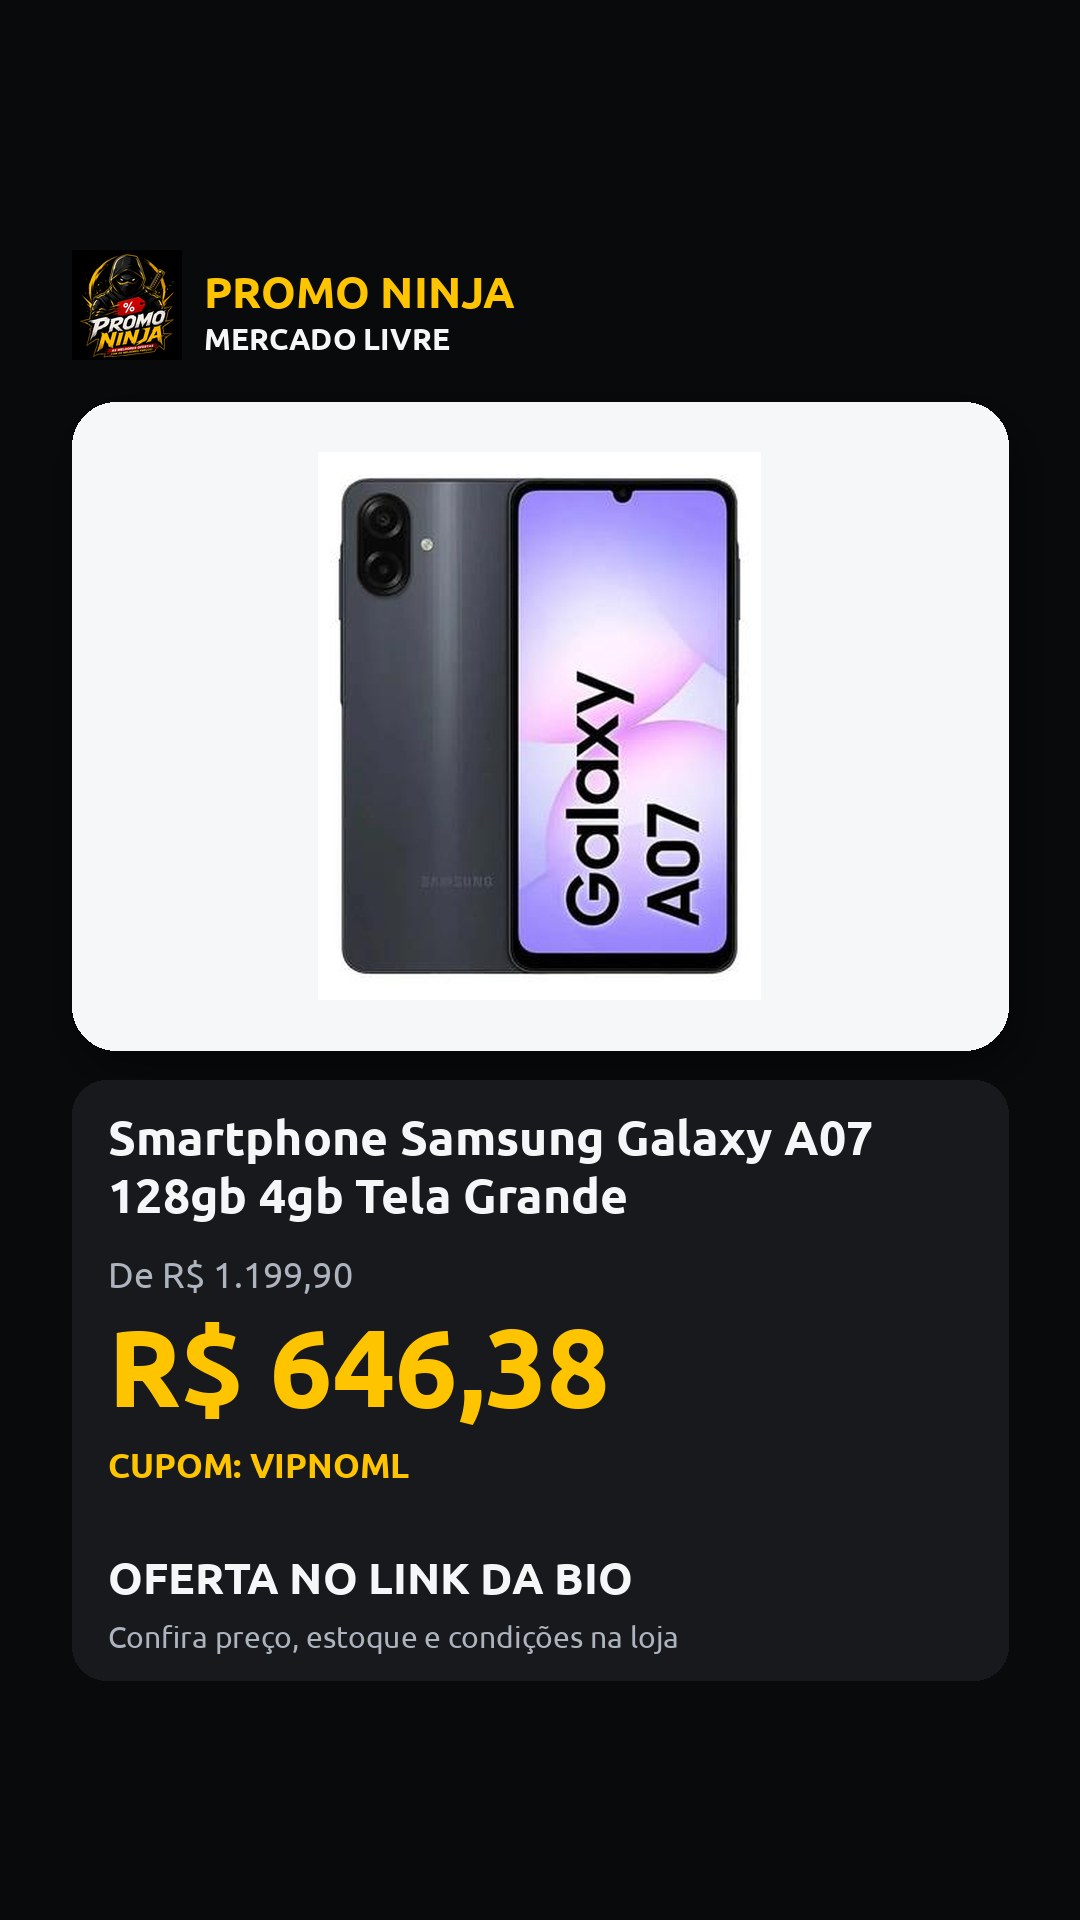 %
PROMO
NINJA
PROMO NINJA
MERCADO LIVRE
SAMSUNG
Galaxy
A07
Smartphone Samsung Galaxy A07
128gb 4gb Tela Grande
De R$ 1.199,90
R$ 646,38
CUPOM: VIPNOML
OFERTA NO LINK DA BIO
Confira preço, estoque e condições na loja